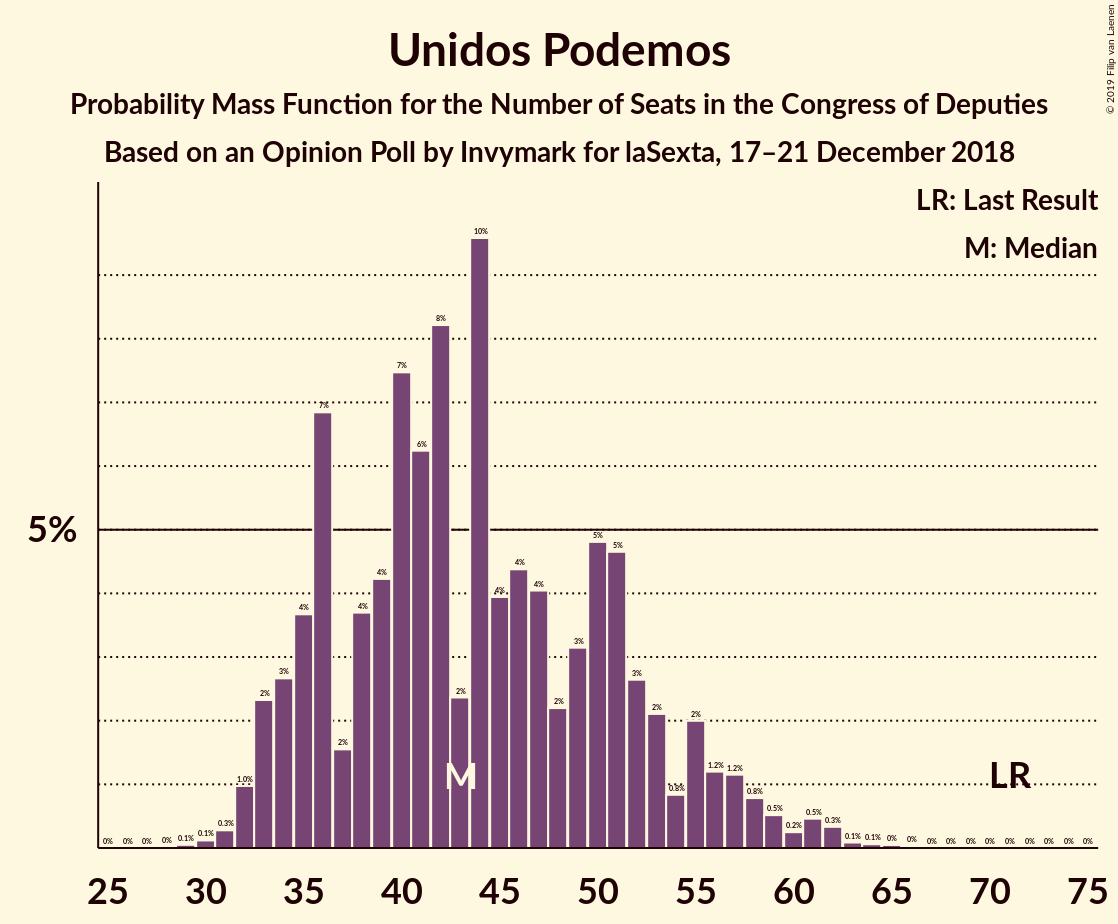 Unidos Podemos
Probability Mass Function for the Number of Seats in the Congress of Deputies
Based on an Opinion Poll by Invymark for laSexta, 17–21 December 2018
© 2019 Filip van Laenen
LR: Last Result
M: Median
5%
0% 0% 0% 0% 0.1% 0.1% 0.3% 1.0% 2% 3% 4% 7% 2% 4% 4% 7% 6% 8% 2% 10% 4% 4% 4% 2% 3% 5% 5% 3% 2% 0.8% 2% 1.2% 1.2% 0.8% 0.5% 0.2% 0.5% 0.3% 0.1% 0.1% 0% 0% 0% 0% 0% 0% 0% 0% 0% 0% 0%
M
LR
25 30 35 40 45 50 55 60 65 70 75